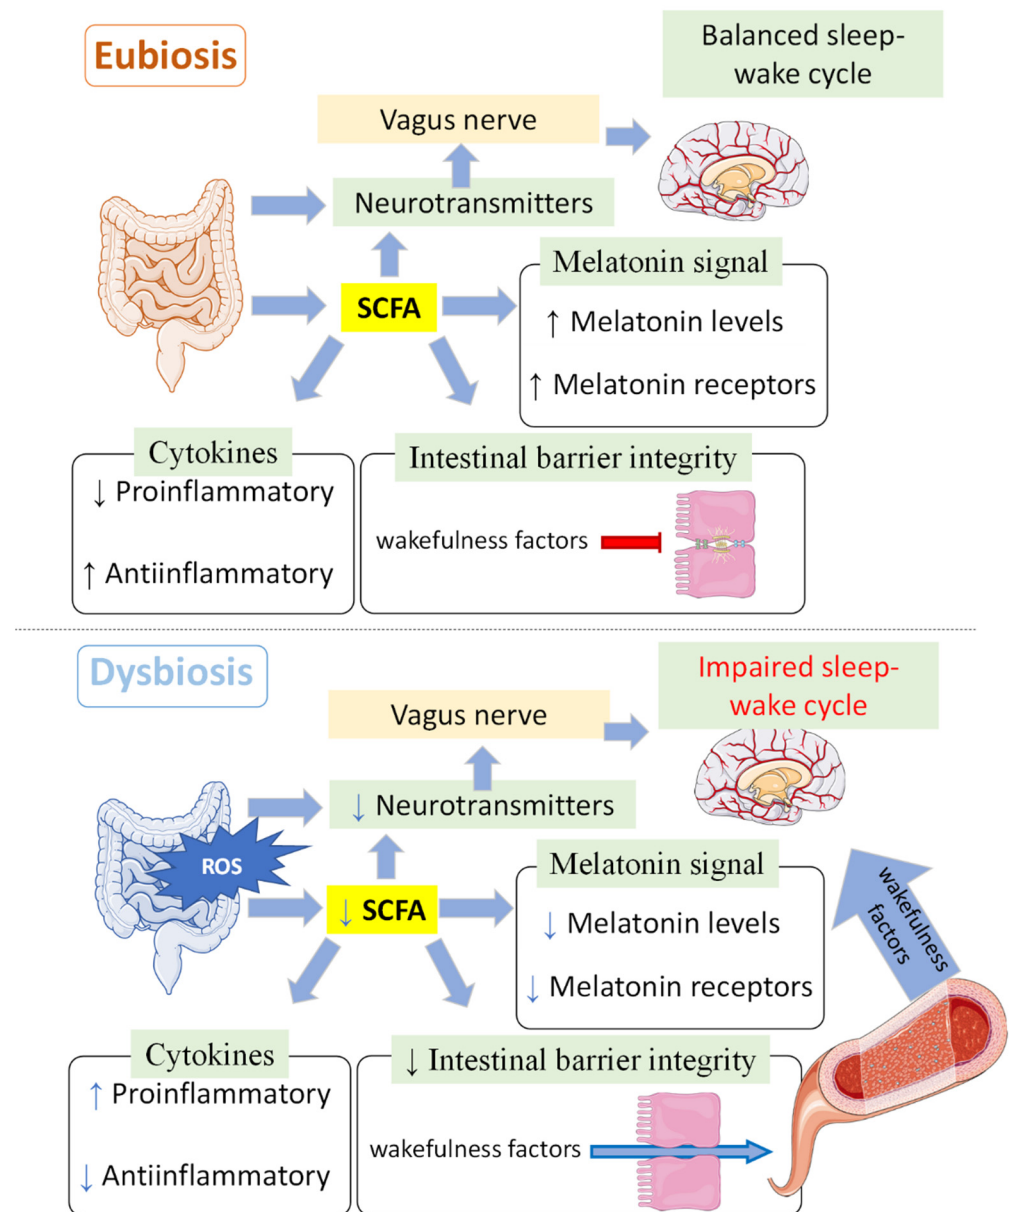 Eubiosis
Balanced sleep-
wake cycle
Vagus nerve
Neurotransmitters
SCFA
Melatonin signal
↑ Melatonin levels
↑ Melatonin receptors
Cytokines
↓ Proinflammatory
↑ Antiinflammatory
Intestinal barrier integrity
wakefulness factors
Dysbiosis
Impaired sleep-
wake cycle
Vagus nerve
↓ Neurotransmitters
ROS
↓ SCFA
Melatonin signal
↓ Melatonin levels
↓ Melatonin receptors
wakefulness
factors
Cytokines
↑ Proinflammatory
↓ Antiinflammatory
↓ Intestinal barrier integrity
wakefulness factors